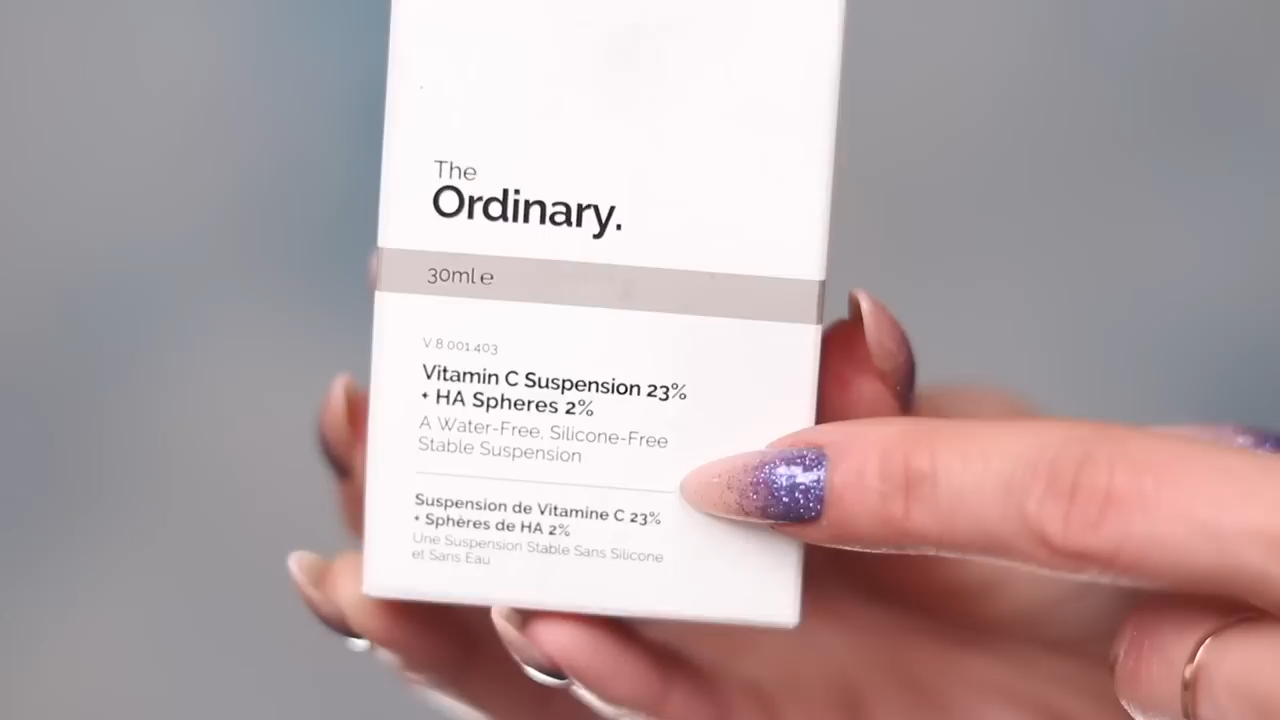 The
Ordinary.
30ml e
V.8.001.403
Vitamin C Suspension 23%
+ HA Spheres 2%
A Water-Free, Silicone-Free
Stable Suspension
Suspension de Vitamine C 23%
+ Sphères de HA 2%
Une Suspension Stable Sans Silicone
et Sans Eau